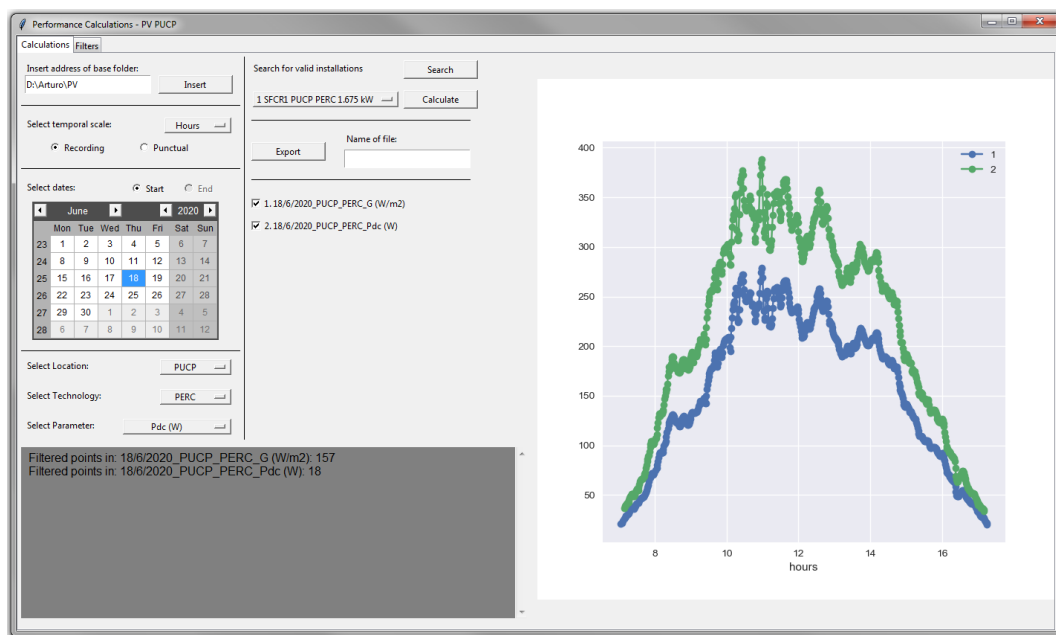 Performance Calculations - PV PUCP
Calculations Filters
Insert address of base folder:
D:\Arturo\PV Insert
Select temporal scale: Hours
Recording Punctual
Select dates: Start End
June 2020
Mon Tue Wed Thu Fri Sat Sun
23 1 2 3 4 5 6 7
24 8 9 10 11 12 13 14
25 15 16 17 18 19 20 21
26 22 23 24 25 26 27 28
27 29 30 1 2 3 4 5
28 6 7 8 9 10 11 12
Select Location: PUCP
Select Technology: PERC
Select Parameter: Pdc (W)
Search for valid installations Search
1 SFCR1 PUCP PERC 1.675 kW Calculate
Name of file:
Export
1. 18/6/2020_PUCP_PERC_G (W/m2)
2. 18/6/2020_PUCP_PERC_Pdc (W)
Filtered points in: 18/6/2020_PUCP_PERC_G (W/m2): 157
Filtered points in: 18/6/2020_PUCP_PERC_Pdc (W): 18
400
350
300
250
200
150
100
50
8 10 12 14 16
hours
1
2